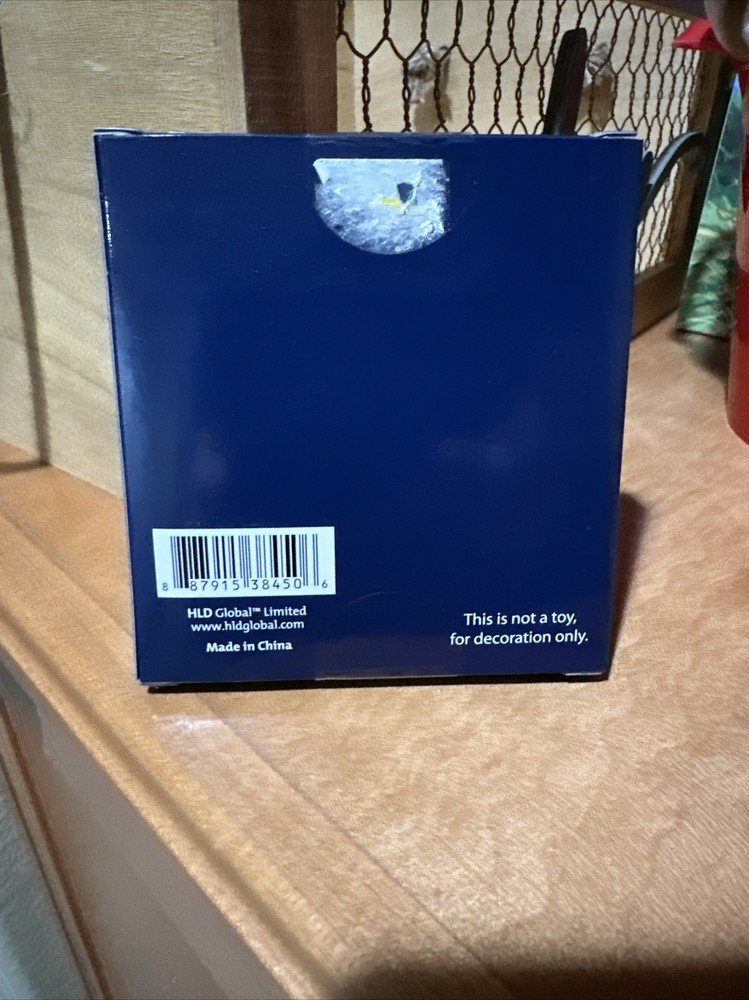 8 87915 38450 6
HLD Global™ Limited
www.hldglobal.com
Made in China
This is not a toy,
for decoration only.